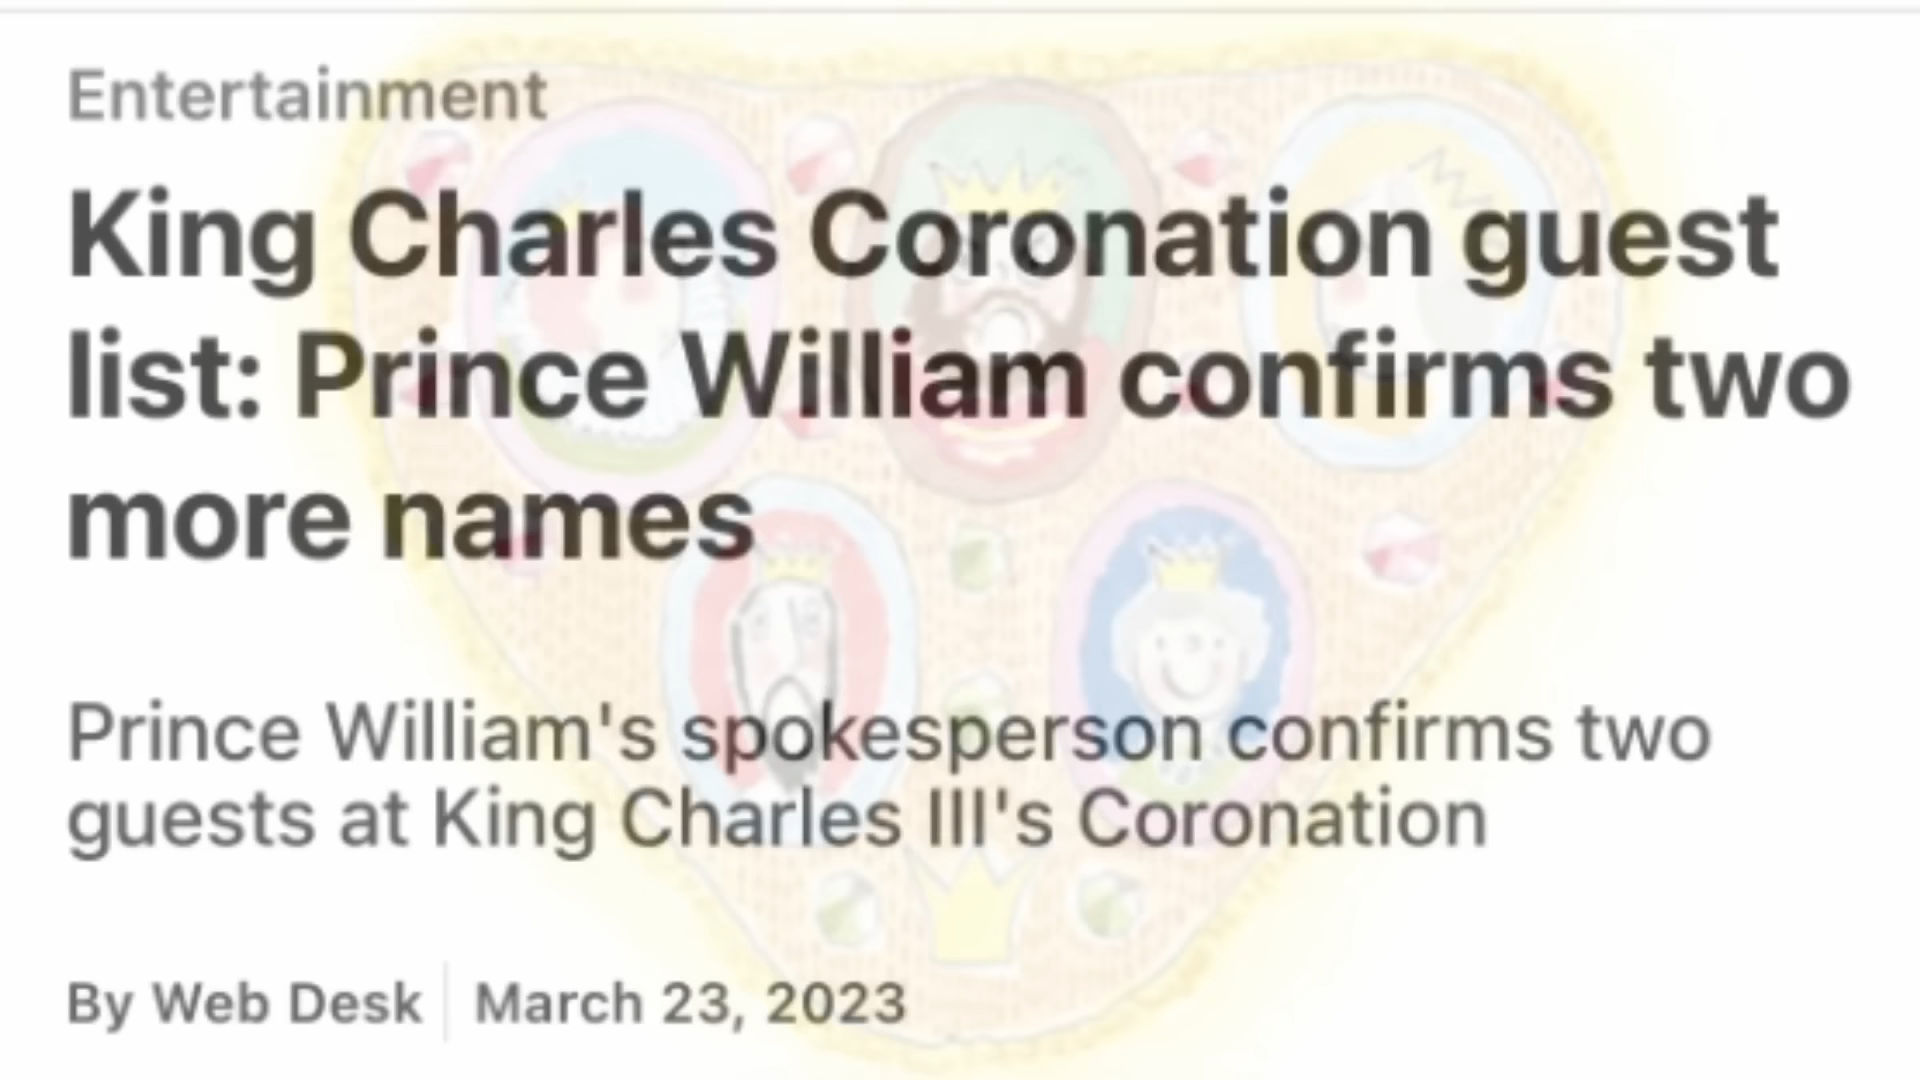 Entertainment
King Charles Coronation guest
list: Prince William confirms two
more names
Prince William's spokesperson confirms two
guests at King Charles III's Coronation
By Web Desk March 23, 2023